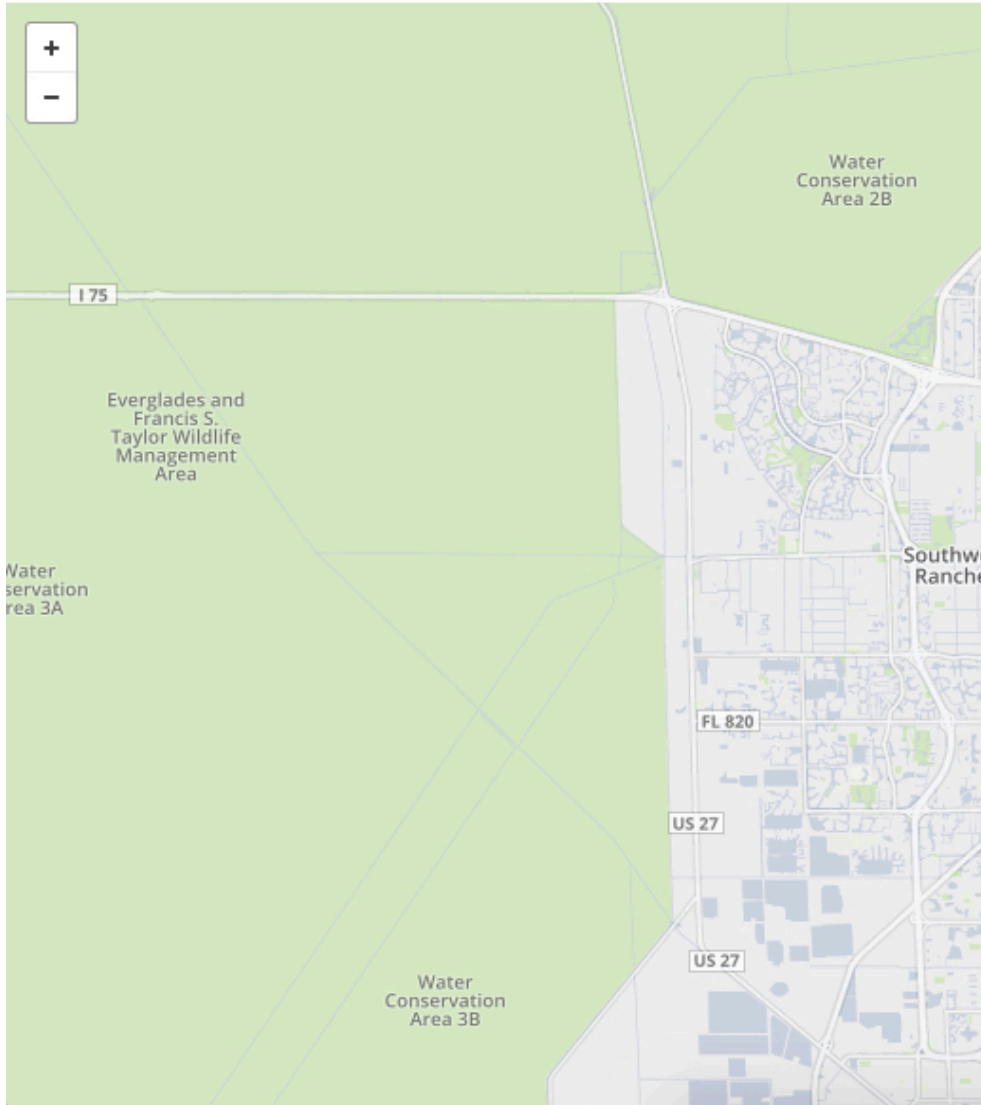 +
−
Water
Conservation
Area 2B
I 75
Everglades and
Francis S.
Taylor Wildlife
Management
Area
Water
servation
rea 3A
Southw
Ranche
FL 820
US 27
US 27
Water
Conservation
Area 3B